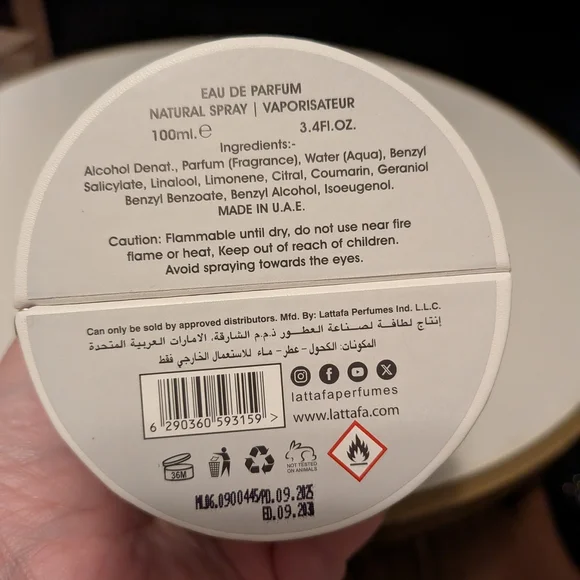 EAU DE PARFUM
NATURAL SPRAY | VAPORISATEUR
100ml. ℮ 3.4Fl.OZ.
Ingredients:-
Alcohol Denat., Parfum (Fragrance), Water (Aqua), Benzyl
Salicylate, Linalool, Limonene, Citral, Coumarin, Geraniol
Benzyl Benzoate, Benzyl Alcohol, Isoeugenol.
MADE IN U.A.E.
Caution: Flammable until dry, do not use near fire
flame or heat, Keep out of reach of children.
Avoid spraying towards the eyes.
Can only be sold by approved distributors. Mfd. By: Lattafa Perfumes Ind. L.L.C.
إنتاج لطافة لصناعة العطور ذ.م.م الشارقة، الامارات العربية المتحدة
المكونات: الكحول - عطر - ماء للاستعمال الخارجي فقط
lattafaperfumes
www.lattafa.com
6 290360 593159 >
36M
NOT TESTED
ON ANIMALS
PD.09.2025